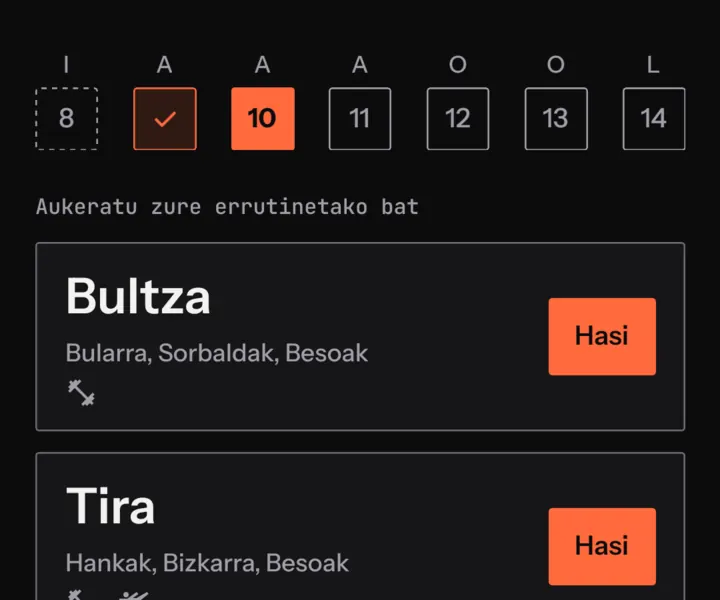 I A A A O O L
8 10 11 12 13 14
Aukeratu zure errutinetako bat
Bultza
Bularra, Sorbaldak, Besoak
Hasi
Tira
Hankak, Bizkarra, Besoak
Hasi